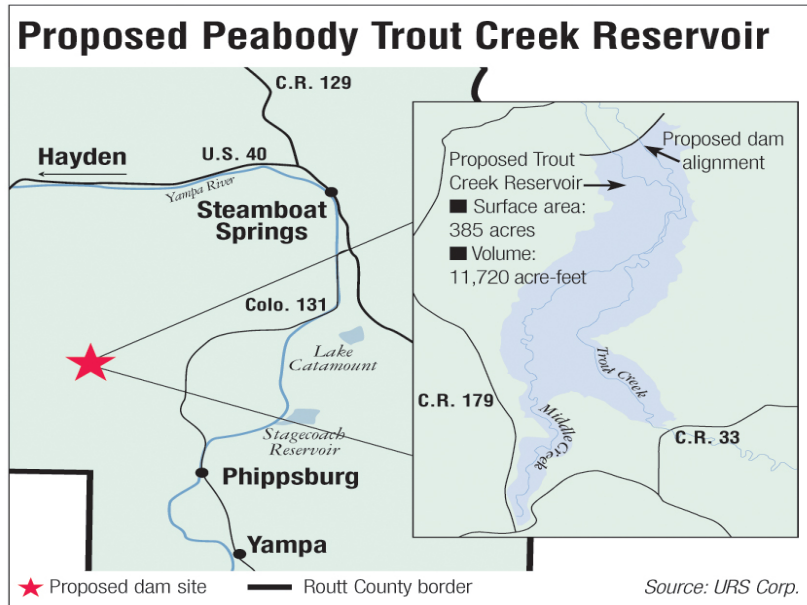 Proposed Peabody Trout Creek Reservoir
C.R. 129
Hayden
U.S. 40
Yampa River
Steamboat
Springs
Colo. 131
Lake
Catamount
Stagecoach
Reservoir
Phippsburg
Yampa
Proposed dam
alignment
Proposed Trout
Creek Reservoir
■ Surface area:
385 acres
■ Volume:
11,720 acre-feet
Trout Creek
C.R. 179
Middle Creek
C.R. 33
Proposed dam site
Routt County border
Source: URS Corp.